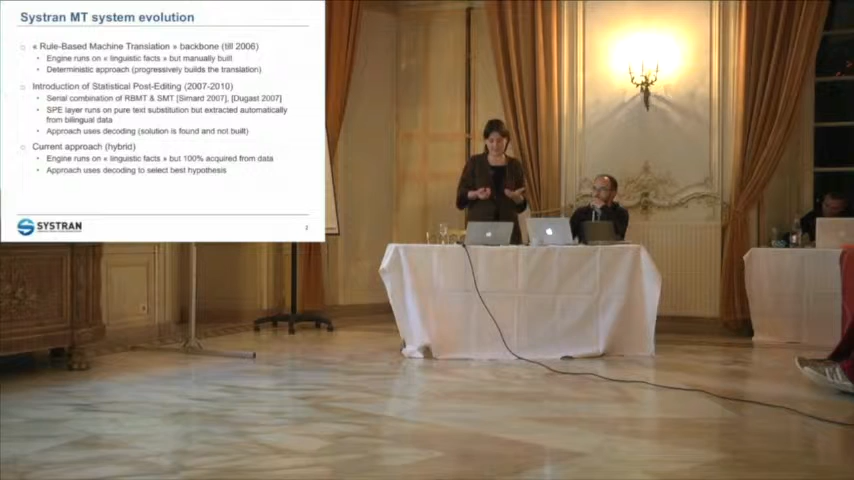 Systran MT system evolution
« Rule-Based Machine Translation » backbone (till 2006)
Engine runs on « linguistic facts » but manually built
Deterministic approach (progressively builds the translation)
Introduction of Statistical Post-Editing (2007-2010)
Serial combination of RBMT & SMT [Simard 2007], [Dugast 2007]
SPE layer runs on pure text substitution but extracted automatically
from bilingual data
Approach uses decoding (solution is found and not built)
Current approach (hybrid)
Engine runs on « linguistic facts » but 100% acquired from data
Approach uses decoding to select best hypothesis
SYSTRAN
2